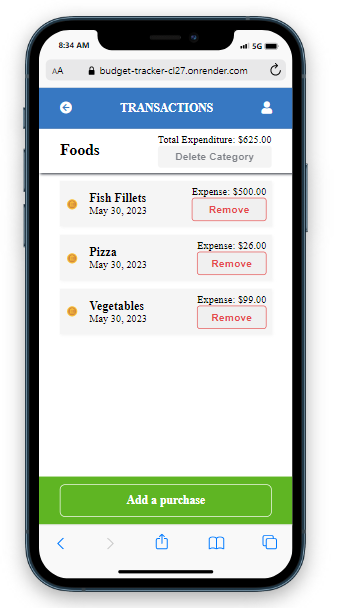 8:34 AM
5G
AA
budget-tracker-cl27.onrender.com
TRANSACTIONS
Foods
Total Expenditure: $625.00
Delete Category
Fish Fillets
May 30, 2023
Expense: $500.00
Remove
Pizza
May 30, 2023
Expense: $26.00
Remove
Vegetables
May 30, 2023
Expense: $99.00
Remove
Add a purchase